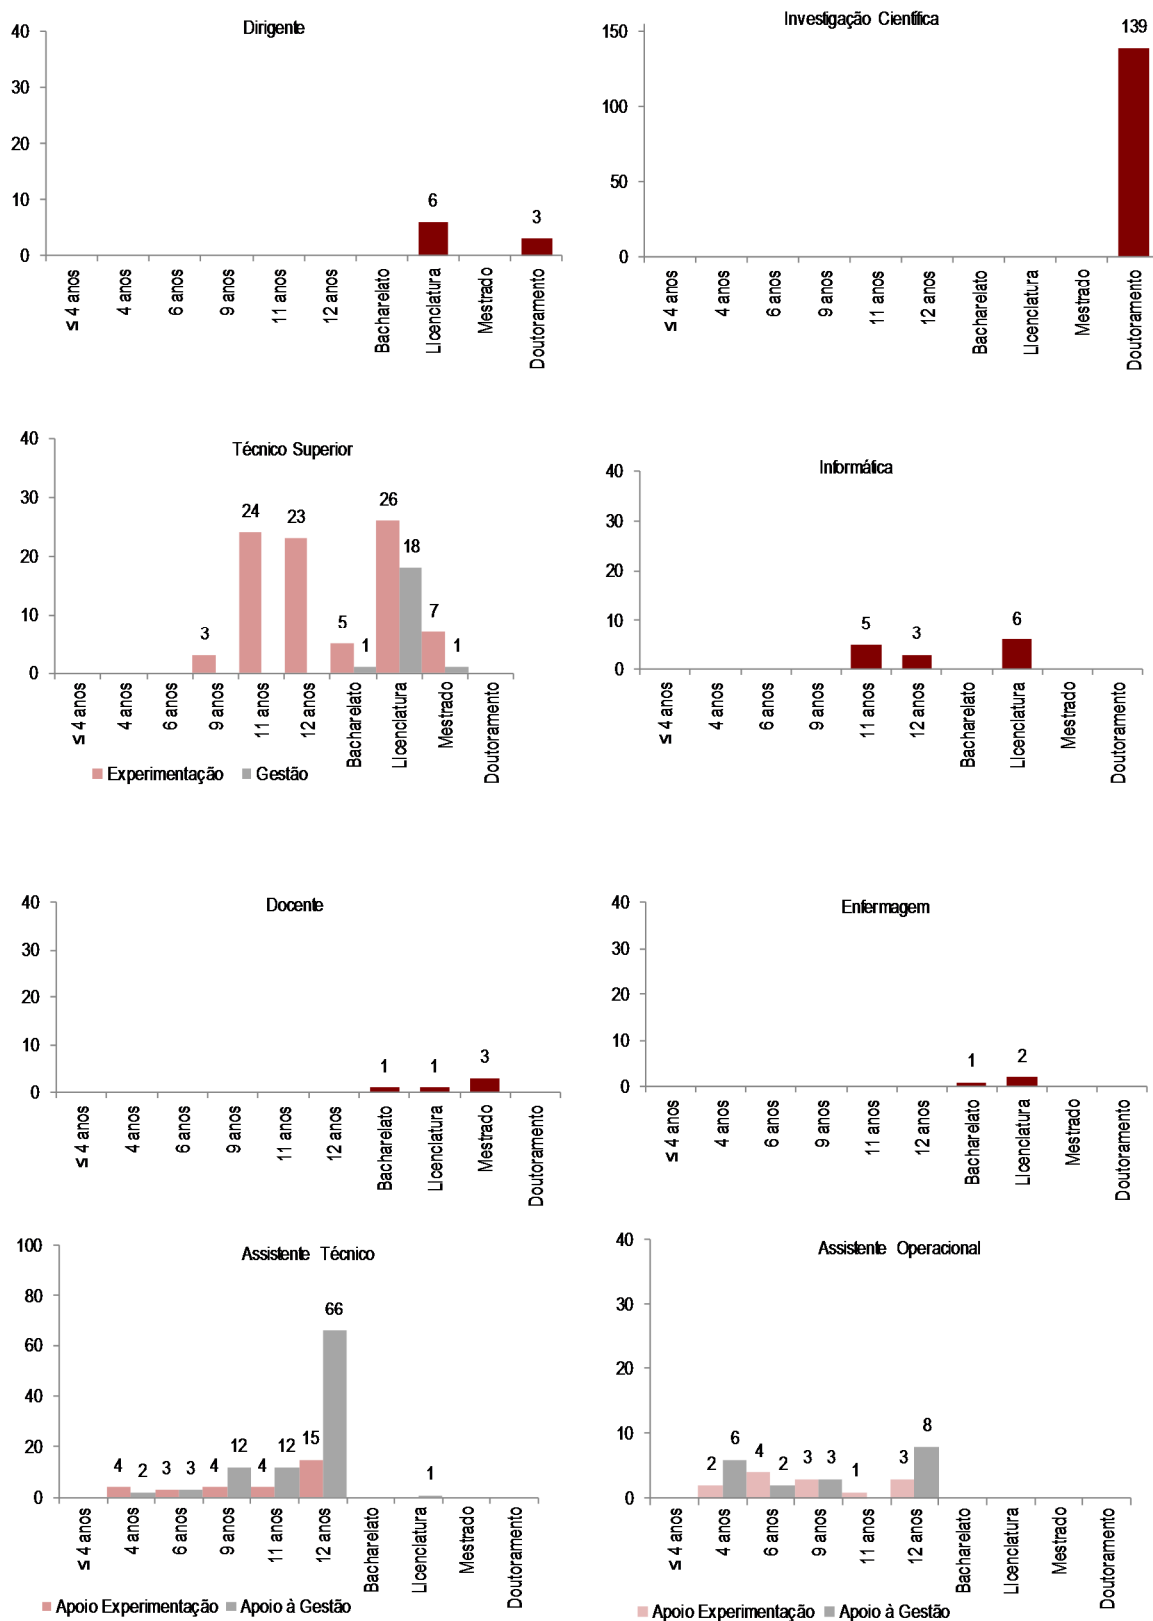 Dirigente
40
30
20
10
0
6
3
≤ 4 anos
4 anos
6 anos
9 anos
11 anos
12 anos
Bacharelato
Licenciatura
Mestrado
Doutoramento
Investigação Científica
150
100
50
0
139
≤ 4 anos
4 anos
6 anos
9 anos
11 anos
12 anos
Bacharelato
Licenciatura
Mestrado
Doutoramento
Técnico Superior
40
30
20
10
0
3
24
23
5
1
26
18
7
1
≤ 4 anos
4 anos
6 anos
9 anos
11 anos
12 anos
Bacharelato
Licenciatura
Mestrado
Doutoramento
Experimentação
Gestão
Informática
40
30
20
10
0
5
3
6
≤ 4 anos
4 anos
6 anos
9 anos
11 anos
12 anos
Bacharelato
Licenciatura
Mestrado
Doutoramento
Docente
40
30
20
10
0
1
1
3
≤ 4 anos
4 anos
6 anos
9 anos
11 anos
12 anos
Bacharelato
Licenciatura
Mestrado
Doutoramento
Enfermagem
40
30
20
10
0
1
2
≤ 4 anos
4 anos
6 anos
9 anos
11 anos
12 anos
Bacharelato
Licenciatura
Mestrado
Doutoramento
Assistente Técnico
100
80
60
40
20
0
4
2
3
3
4
12
4
12
15
66
1
≤ 4 anos
4 anos
6 anos
9 anos
11 anos
12 anos
Bacharelato
Licenciatura
Mestrado
Doutoramento
Apoio Experimentação
Apoio à Gestão
Assistente Operacional
40
30
20
10
0
2
6
4
2
3
3
1
3
8
≤ 4 anos
4 anos
6 anos
9 anos
11 anos
12 anos
Bacharelato
Licenciatura
Mestrado
Doutoramento
Apoio Experimentação
Apoio à Gestão